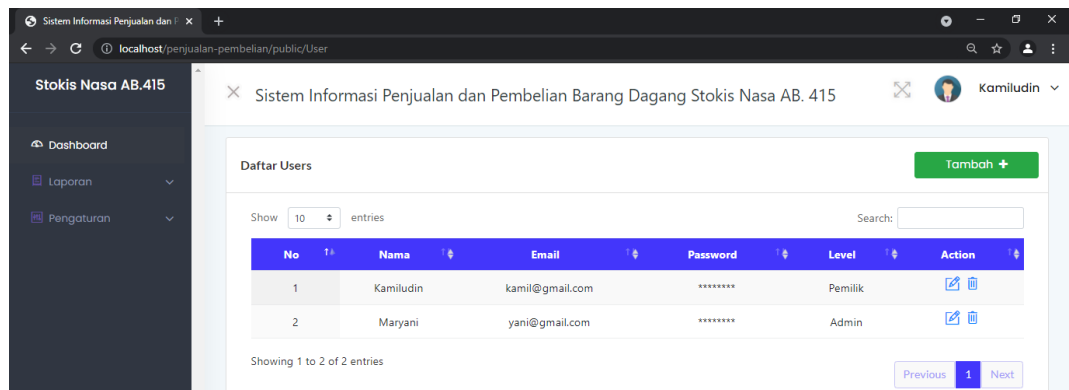 Sistem Informasi Penjualan dan P
localhost/penjualan-pembelian/public/User
Stokis Nasa AB.415
Sistem Informasi Penjualan dan Pembelian Barang Dagang Stokis Nasa AB. 415
Kamiludin
Dashboard
Laporan
Pengaturan
Daftar Users
Tambah +
Show 10 entries
Search:
No Nama Email Password Level Action
1 Kamiludin kamil@gmail.com ******** Pemilik
2 Maryani yani@gmail.com ******** Admin
Showing 1 to 2 of 2 entries
Previous 1 Next